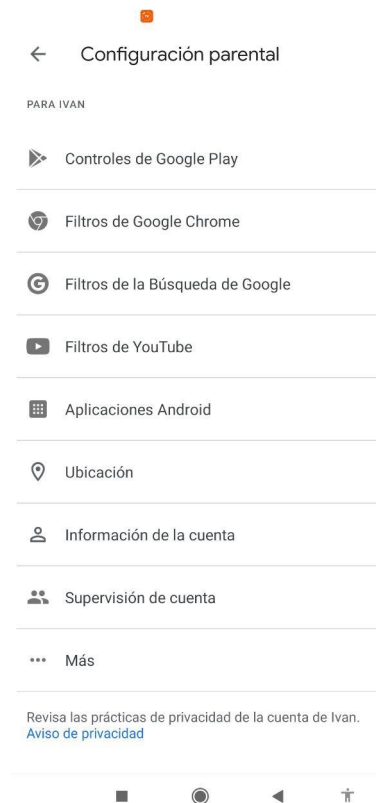 Configuración parental
PARA IVAN
Controles de Google Play
Filtros de Google Chrome
Filtros de la Búsqueda de Google
Filtros de YouTube
Aplicaciones Android
Ubicación
Información de la cuenta
Supervisión de cuenta
Más
Revisa las prácticas de privacidad de la cuenta de Ivan.
Aviso de privacidad